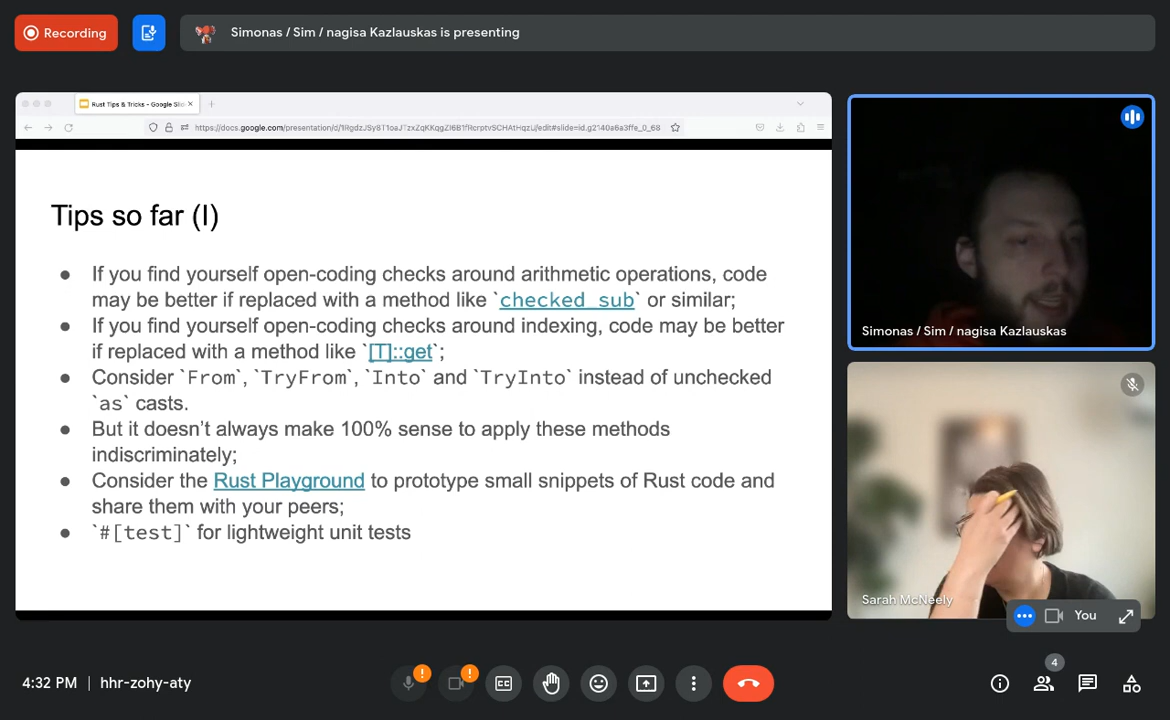 Recording
Simonas / Sim / nagisa Kazlauskas is presenting
Rust Tips & Tricks - Google Slid
Tips so far (I)
● If you find yourself open-coding checks around arithmetic operations, code
may be better if replaced with a method like `checked_sub` or similar;
● If you find yourself open-coding checks around indexing, code may be better
if replaced with a method like `[T]::get`;
● Consider `From`, `TryFrom`, `Into` and `TryInto` instead of unchecked
`as` casts.
● But it doesn’t always make 100% sense to apply these methods
indiscriminately;
● Consider the Rust Playground to prototype small snippets of Rust code and
share them with your peers;
● `#[test]` for lightweight unit tests
Simonas / Sim / nagisa Kazlauskas
Sarah McNeely
You
4:32 PM | hhr-zohy-aty
! ! CC 4